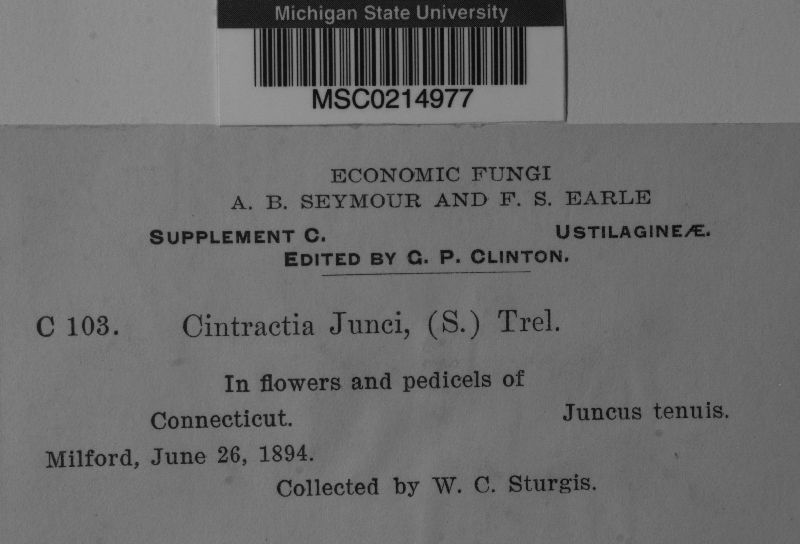 Michigan State University
MSC0214977
ECONOMIC FUNGI
A. B. SEYMOUR AND F. S. EARLE
SUPPLEMENT C. USTILAGINEÆ.
EDITED BY G. P. CLINTON.
C 103. Cintractia Junci, (S.) Trel.
In flowers and pedicels of
Connecticut. Juncus tenuis.
Milford, June 26, 1894.
Collected by W. C. Sturgis.